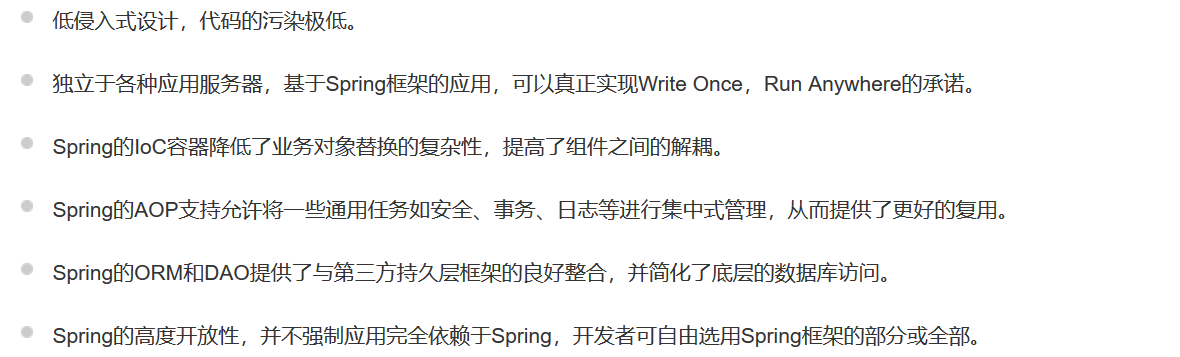 低侵入式设计，代码的污染极低。
独立于各种应用服务器，基于Spring框架的应用，可以真正实现Write Once，Run Anywhere的承诺。
Spring的IoC容器降低了业务对象替换的复杂性，提高了组件之间的解耦。
Spring的AOP支持允许将一些通用任务如安全、事务、日志等进行集中式管理，从而提供了更好的复用。
Spring的ORM和DAO提供了与第三方持久层框架的良好整合，并简化了底层的数据库访问。
Spring的高度开放性，并不强制应用完全依赖于Spring，开发者可自由选用Spring框架的部分或全部。